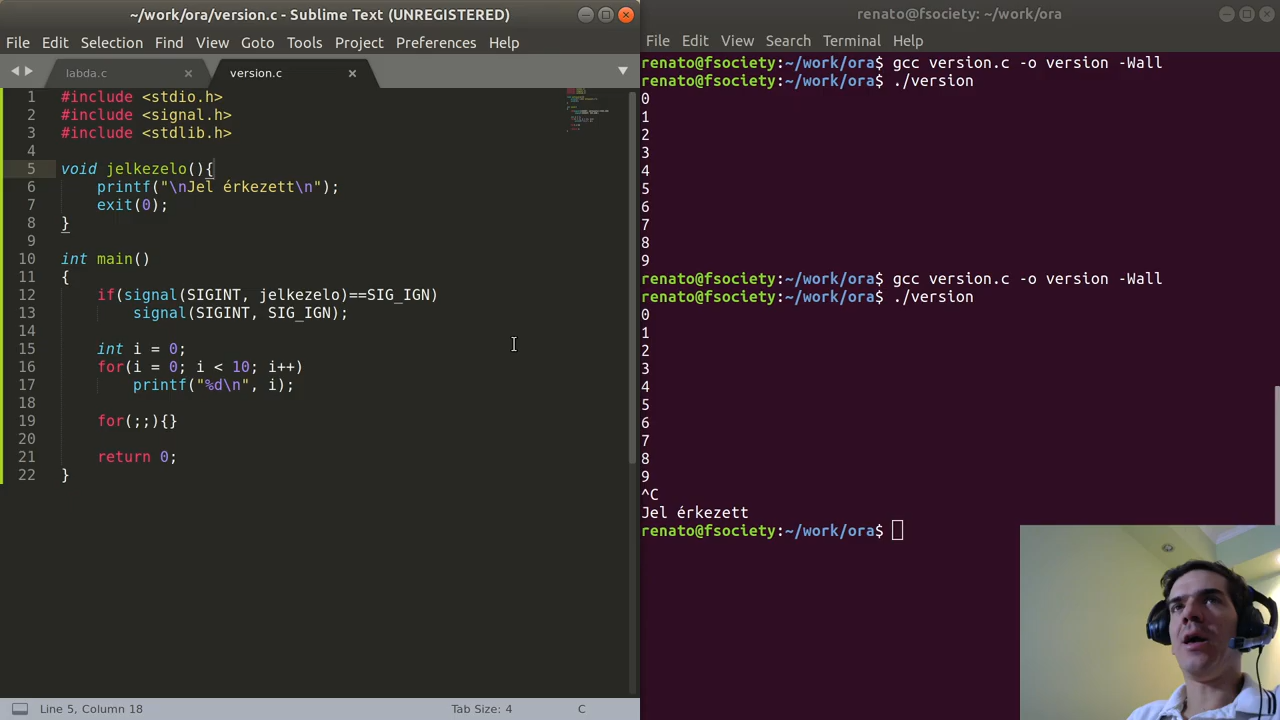 ~/work/ora/version.c - Sublime Text (UNREGISTERED)
File Edit Selection Find View Goto Tools Project Preferences Help
labda.c version.c
1 #include <stdio.h>
2 #include <signal.h>
3 #include <stdlib.h>
4
5 void jelkezelo(){
6 printf("\nJel érkezett\n");
7 exit(0);
8 }
9
10 int main()
11 {
12 if(signal(SIGINT, jelkezelo)==SIG_IGN)
13 signal(SIGINT, SIG_IGN);
14
15 int i = 0;
16 for(i = 0; i < 10; i++)
17 printf("%d\n", i);
18
19 for(;;){}
20
21 return 0;
22 }
Line 5, Column 18 Tab Size: 4 C
renato@fsociety: ~/work/ora
File Edit View Search Terminal Help
renato@fsociety:~/work/ora$ gcc version.c -o version -Wall
renato@fsociety:~/work/ora$ ./version
0
1
2
3
4
5
6
7
8
9
renato@fsociety:~/work/ora$ gcc version.c -o version -Wall
renato@fsociety:~/work/ora$ ./version
0
1
2
3
4
5
6
7
8
9
^C
Jel érkezett
renato@fsociety:~/work/ora$